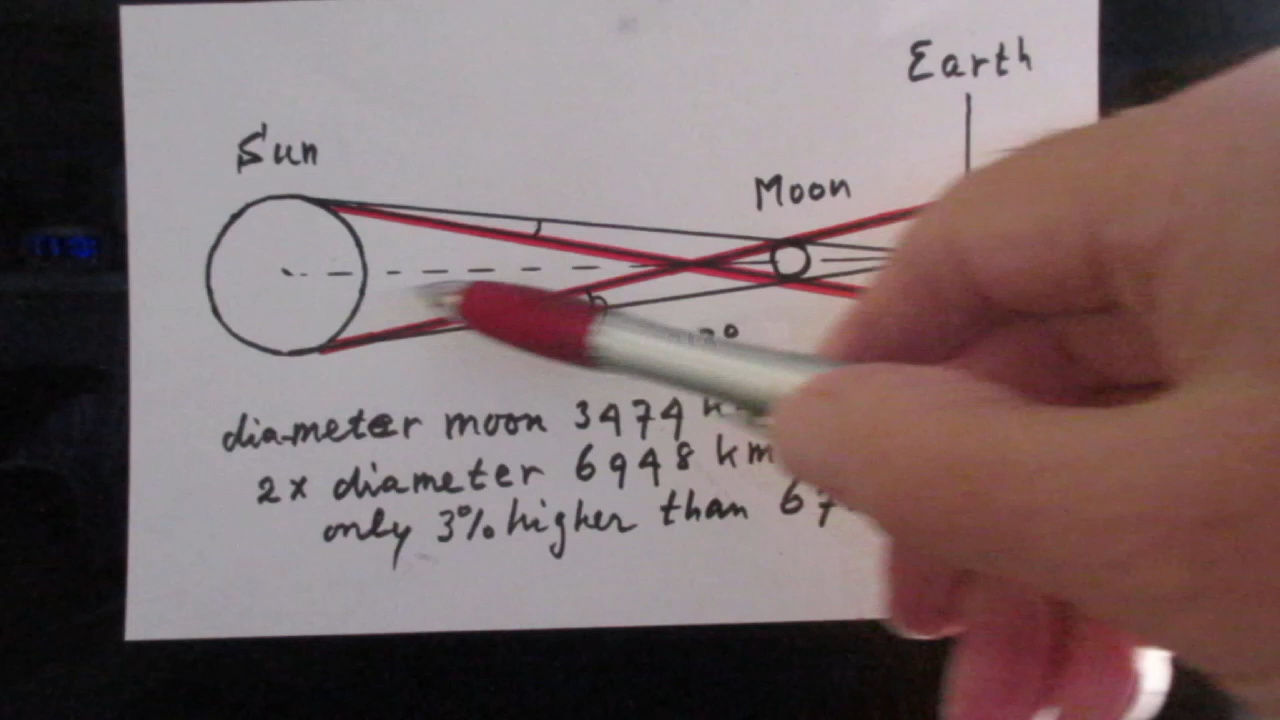 Earth
Sun
Moon
diameter moon 3474
2x diameter 6948 km
only 3% higher than